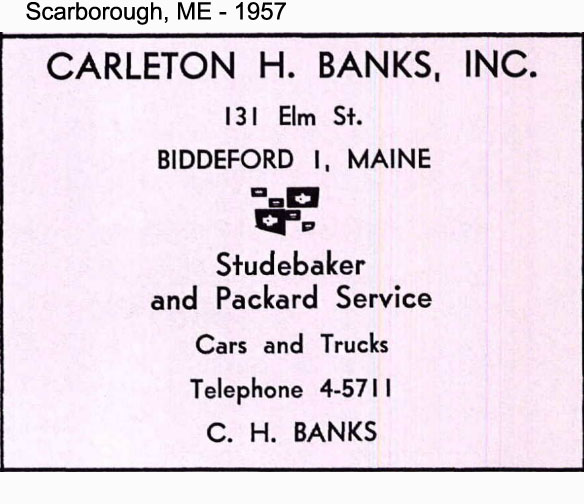 Scarborough, ME - 1957
CARLETON H. BANKS, INC.
131 Elm St.
BIDDEFORD 1, MAINE
Studebaker
and Packard Service
Cars and Trucks
Telephone 4-5711
C. H. BANKS